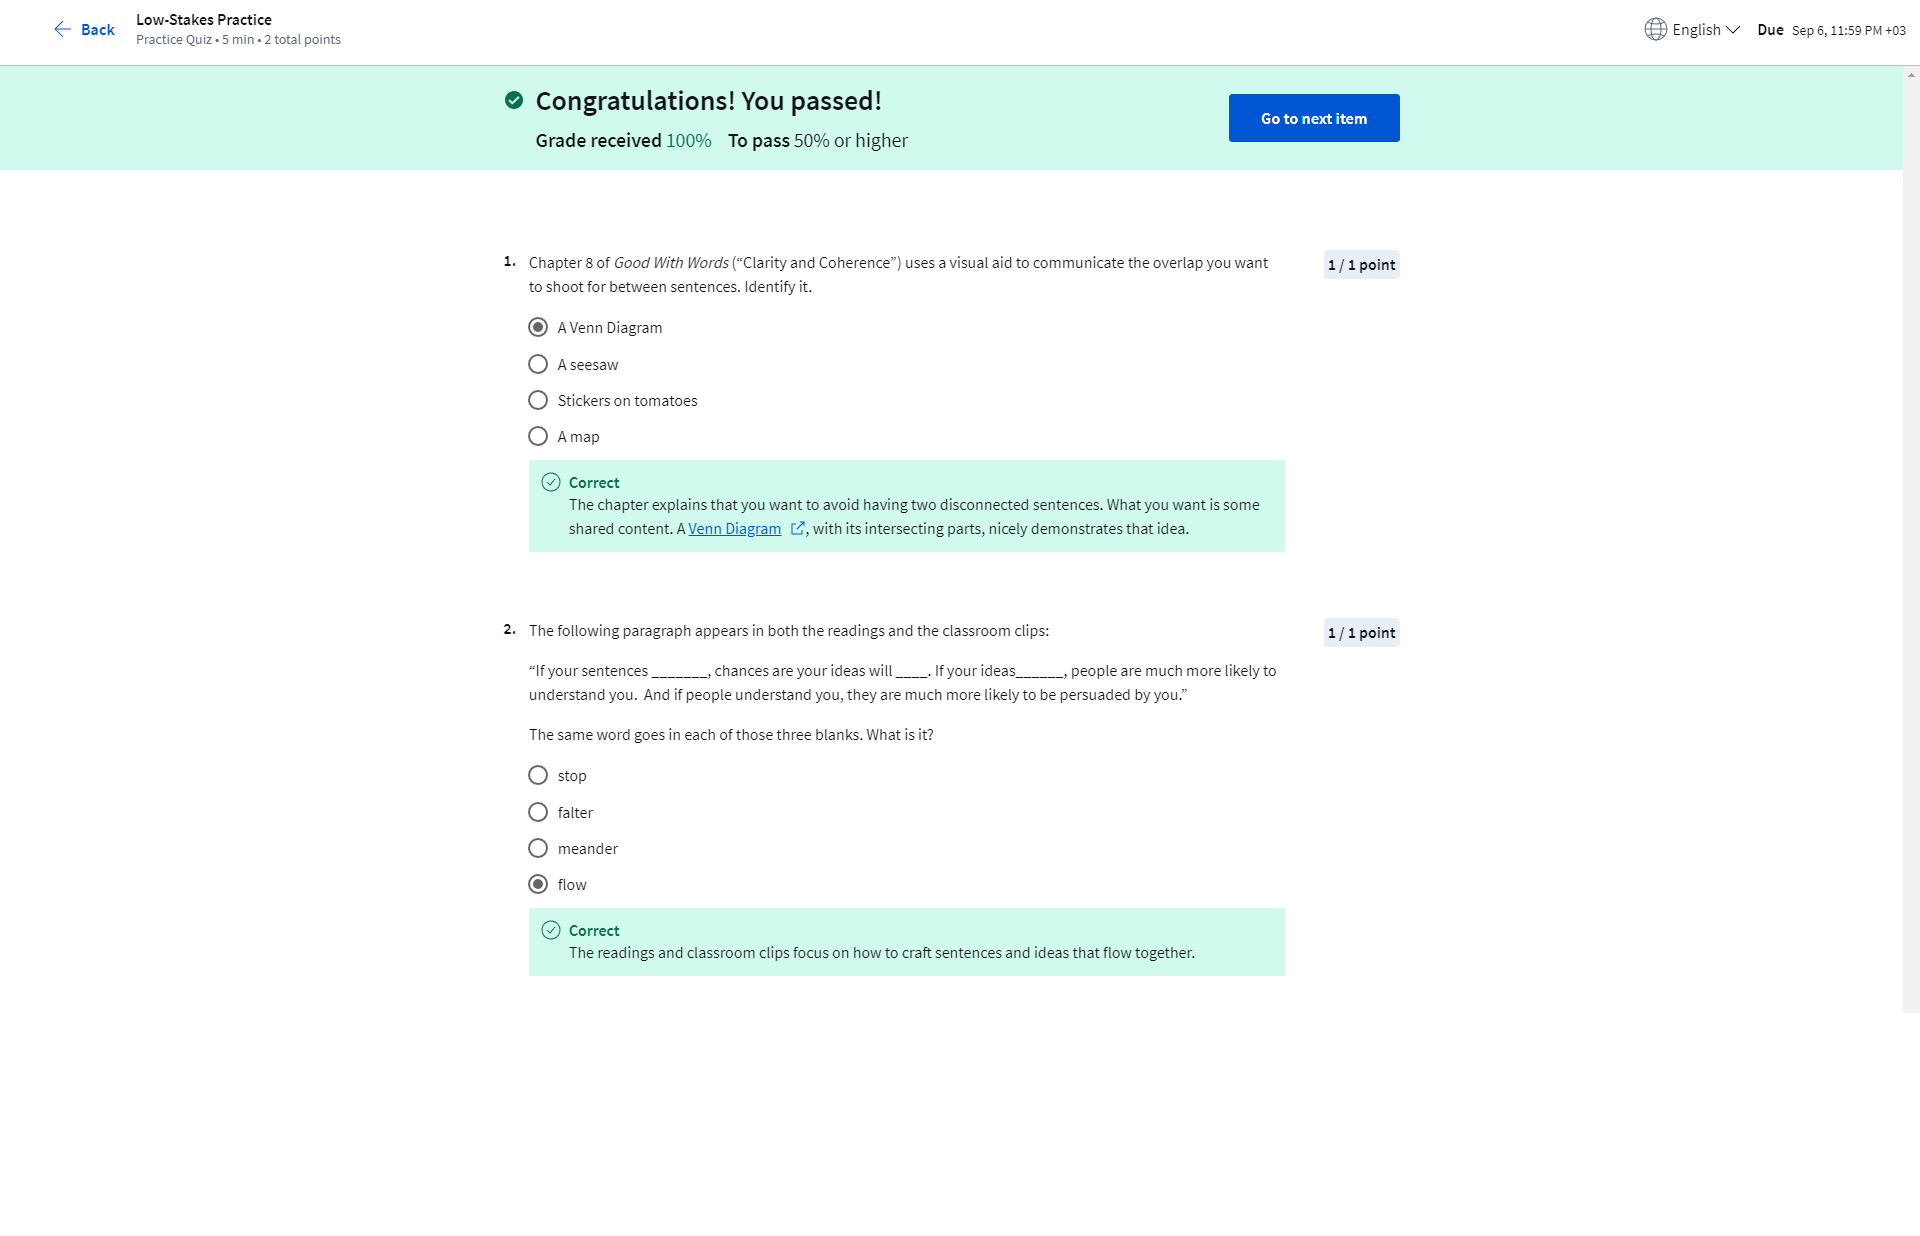 Back
Low-Stakes Practice
Practice Quiz • 5 min • 2 total points
English
Due Sep 6, 11:59 PM +03
Congratulations! You passed!
Grade received 100% To pass 50% or higher
Go to next item
1. Chapter 8 of Good With Words (“Clarity and Coherence”) uses a visual aid to communicate the overlap you want
to shoot for between sentences. Identify it.
1 / 1 point
A Venn Diagram
A seesaw
Stickers on tomatoes
A map
Correct
The chapter explains that you want to avoid having two disconnected sentences. What you want is some
shared content. A Venn Diagram , with its intersecting parts, nicely demonstrates that idea.
2. The following paragraph appears in both the readings and the classroom clips:
1 / 1 point
“If your sentences _______, chances are your ideas will ____. If your ideas______, people are much more likely to
understand you.  And if people understand you, they are much more likely to be persuaded by you.”
The same word goes in each of those three blanks. What is it?
stop
falter
meander
flow
Correct
The readings and classroom clips focus on how to craft sentences and ideas that flow together.